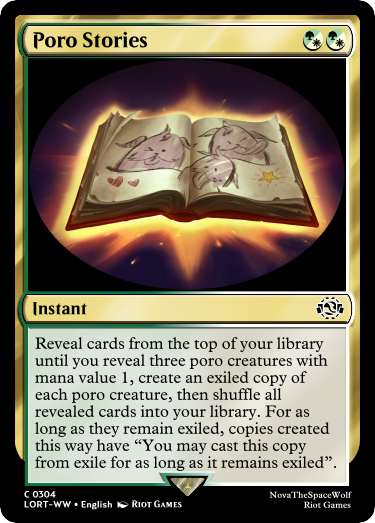 Poro Stories
Instant
Reveal cards from the top of your library
until you reveal three poro creatures with
mana value 1, create an exiled copy of
each poro creature, then shuffle all
revealed cards into your library. For as
long as they remain exiled, copies created
this way have “You may cast this copy
from exile for as long as it remains exiled”.
C 0304
LORT-WW • English Riot Games
NovaTheSpaceWolf
Riot Games